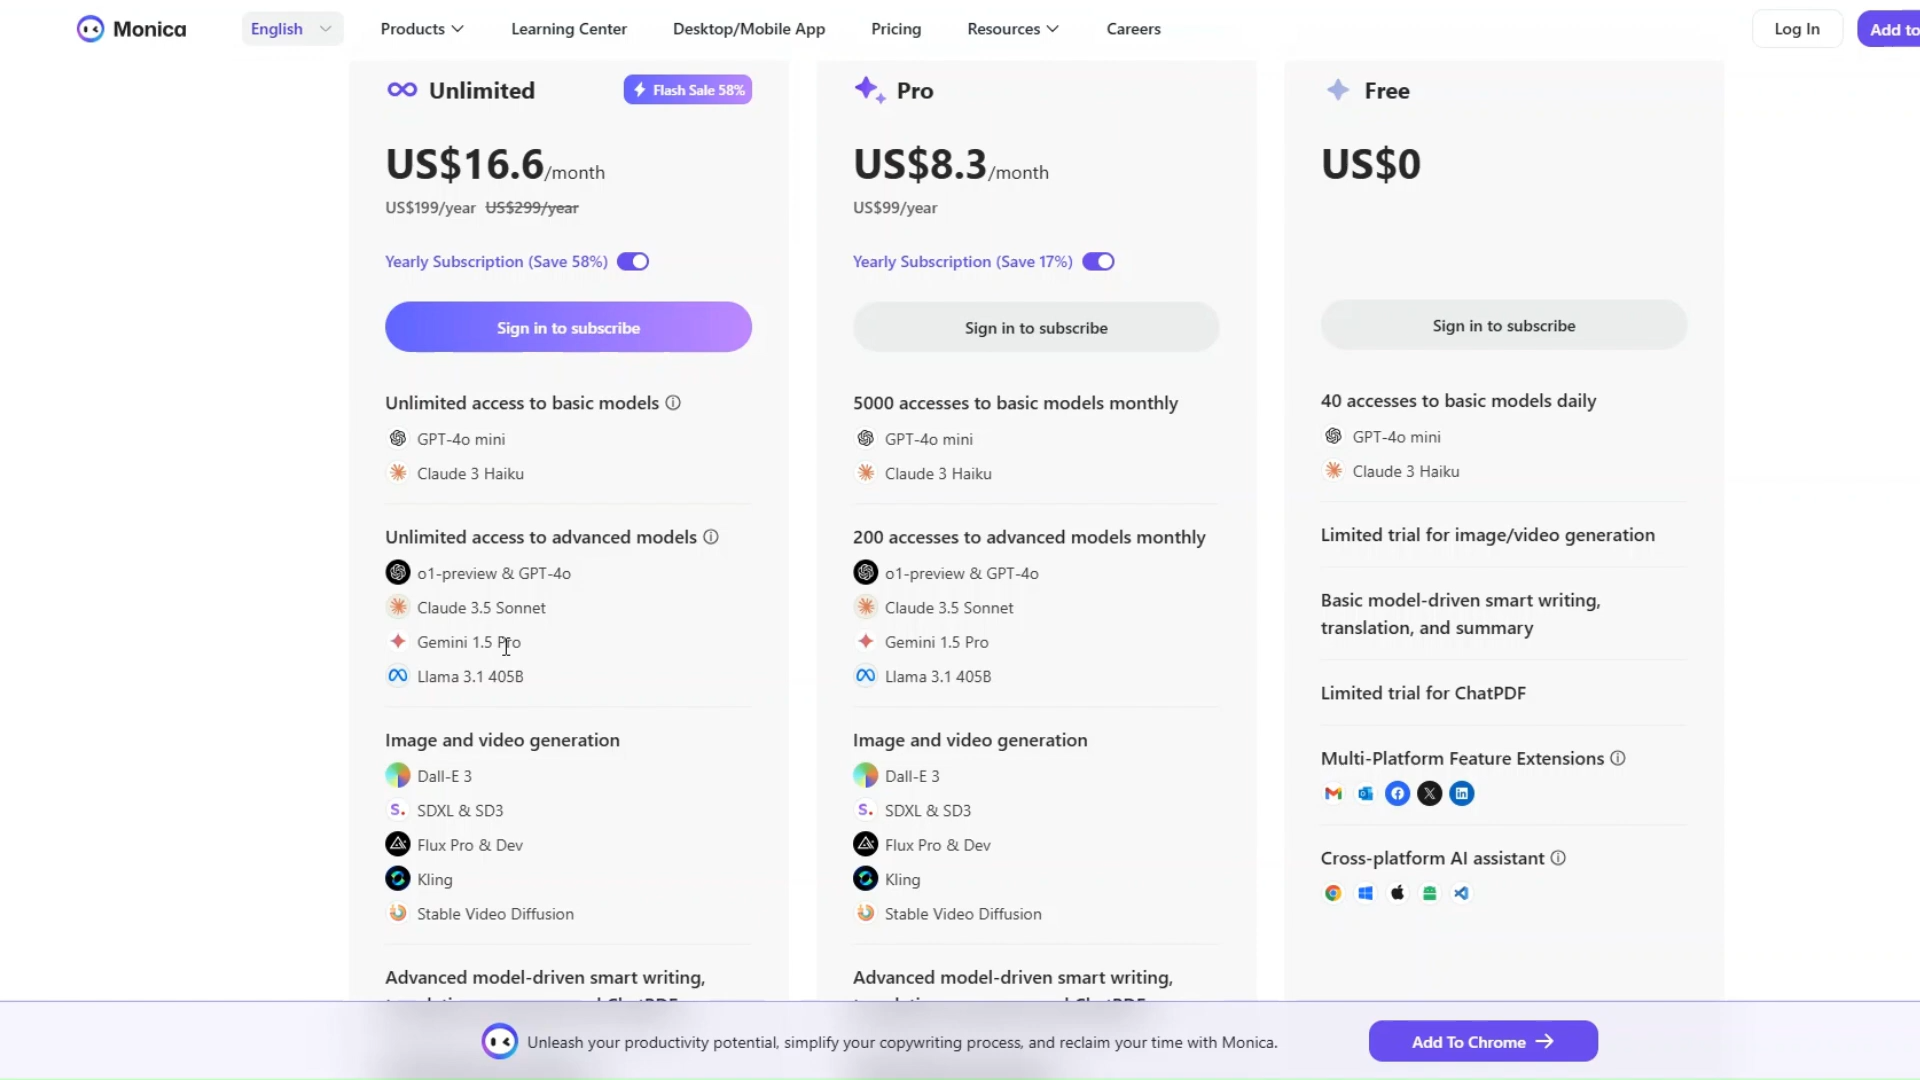 Monica
English
Products
Learning Center
Desktop/Mobile App
Pricing
Resources
Careers
Log In
Add to
Unlimited
Flash Sale 58%
US$16.6/month
US$199/year US$299/year
Yearly Subscription (Save 58%)
Sign in to subscribe
Unlimited access to basic models
GPT-4o mini
Claude 3 Haiku
Unlimited access to advanced models
o1-preview & GPT-4o
Claude 3.5 Sonnet
Gemini 1.5 Pro
Llama 3.1 405B
Image and video generation
Dall-E 3
SDXL & SD3
Flux Pro & Dev
Kling
Stable Video Diffusion
Advanced model-driven smart writing,
Pro
US$8.3/month
US$99/year
Yearly Subscription (Save 17%)
Sign in to subscribe
5000 accesses to basic models monthly
GPT-4o mini
Claude 3 Haiku
200 accesses to advanced models monthly
o1-preview & GPT-4o
Claude 3.5 Sonnet
Gemini 1.5 Pro
Llama 3.1 405B
Image and video generation
Dall-E 3
SDXL & SD3
Flux Pro & Dev
Kling
Stable Video Diffusion
Advanced model-driven smart writing,
Free
US$0
Sign in to subscribe
40 accesses to basic models daily
GPT-4o mini
Claude 3 Haiku
Limited trial for image/video generation
Basic model-driven smart writing,
translation, and summary
Limited trial for ChatPDF
Multi-Platform Feature Extensions
Cross-platform AI assistant
Unleash your productivity potential, simplify your copywriting process, and reclaim your time with Monica.
Add To Chrome